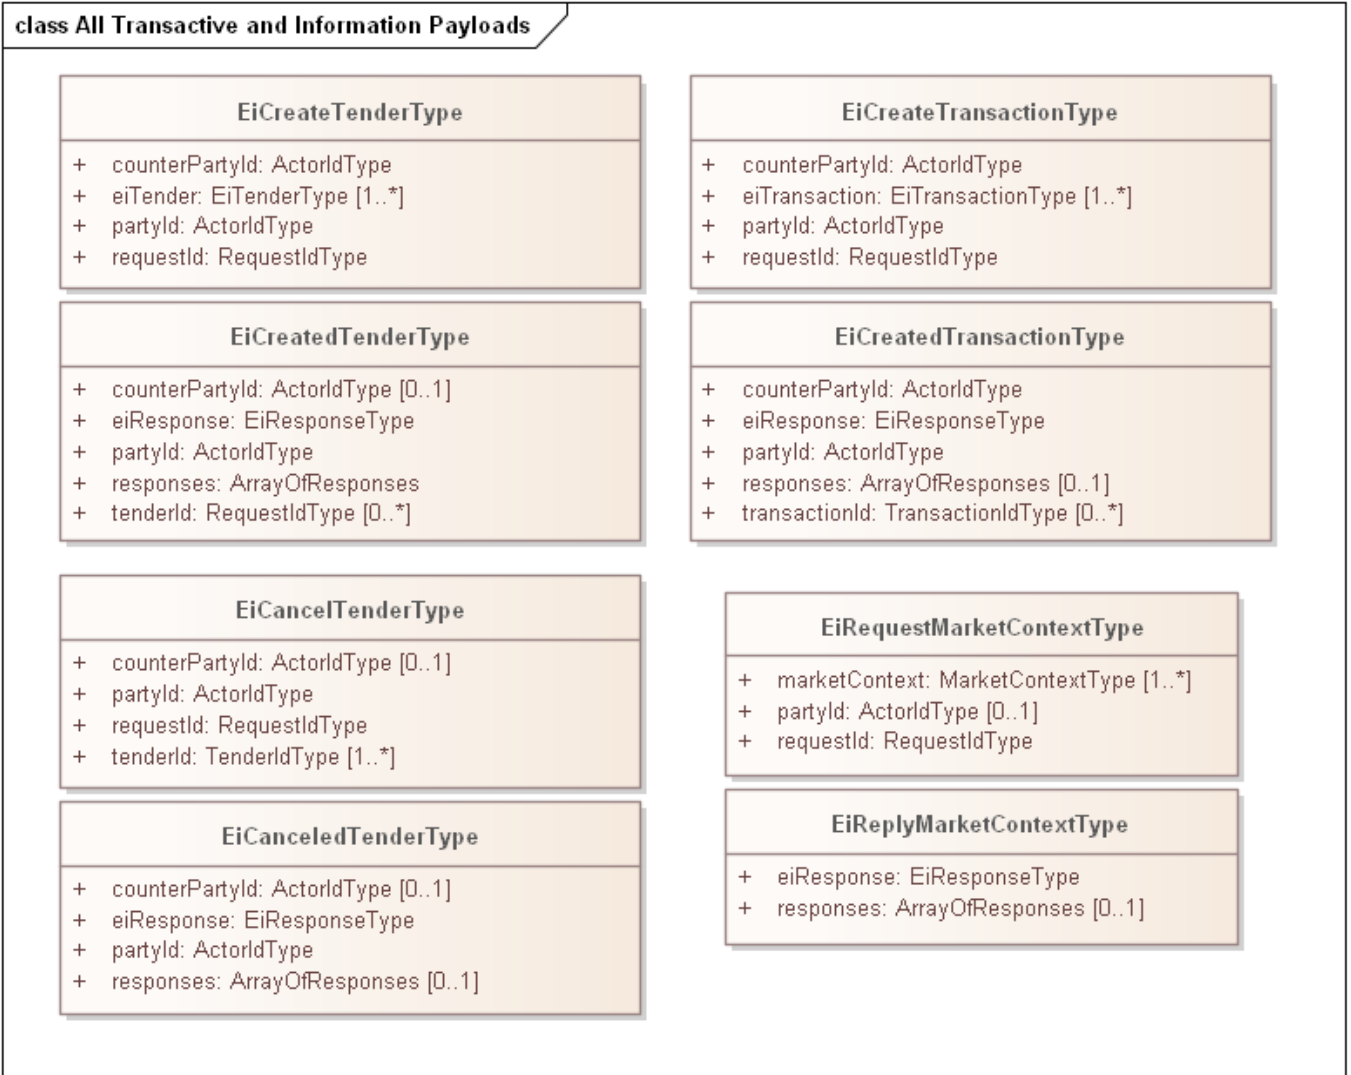 class All Transactive and Information Payloads
EiCreateTenderType
+ counterPartyId: ActorIdType
+ eiTender: EiTenderType [1..*]
+ partyId: ActorIdType
+ requestId: RequestIdType
EiCreatedTenderType
+ counterPartyId: ActorIdType [0..1]
+ eiResponse: EiResponseType
+ partyId: ActorIdType
+ responses: ArrayOfResponses
+ tenderId: RequestIdType [0..*]
EiCancelTenderType
+ counterPartyId: ActorIdType [0..1]
+ partyId: ActorIdType
+ requestId: RequestIdType
+ tenderId: TenderIdType [1..*]
EiCanceledTenderType
+ counterPartyId: ActorIdType [0..1]
+ eiResponse: EiResponseType
+ partyId: ActorIdType
+ responses: ArrayOfResponses [0..1]
EiCreateTransactionType
+ counterPartyId: ActorIdType
+ eiTransaction: EiTransactionType [1..*]
+ partyId: ActorIdType
+ requestId: RequestIdType
EiCreatedTransactionType
+ counterPartyId: ActorIdType
+ eiResponse: EiResponseType
+ partyId: ActorIdType
+ responses: ArrayOfResponses [0..1]
+ transactionId: TransactionIdType [0..*]
EiRequestMarketContextType
+ marketContext: MarketContextType [1..*]
+ partyId: ActorIdType [0..1]
+ requestId: RequestIdType
EiReplyMarketContextType
+ eiResponse: EiResponseType
+ responses: ArrayOfResponses [0..1]